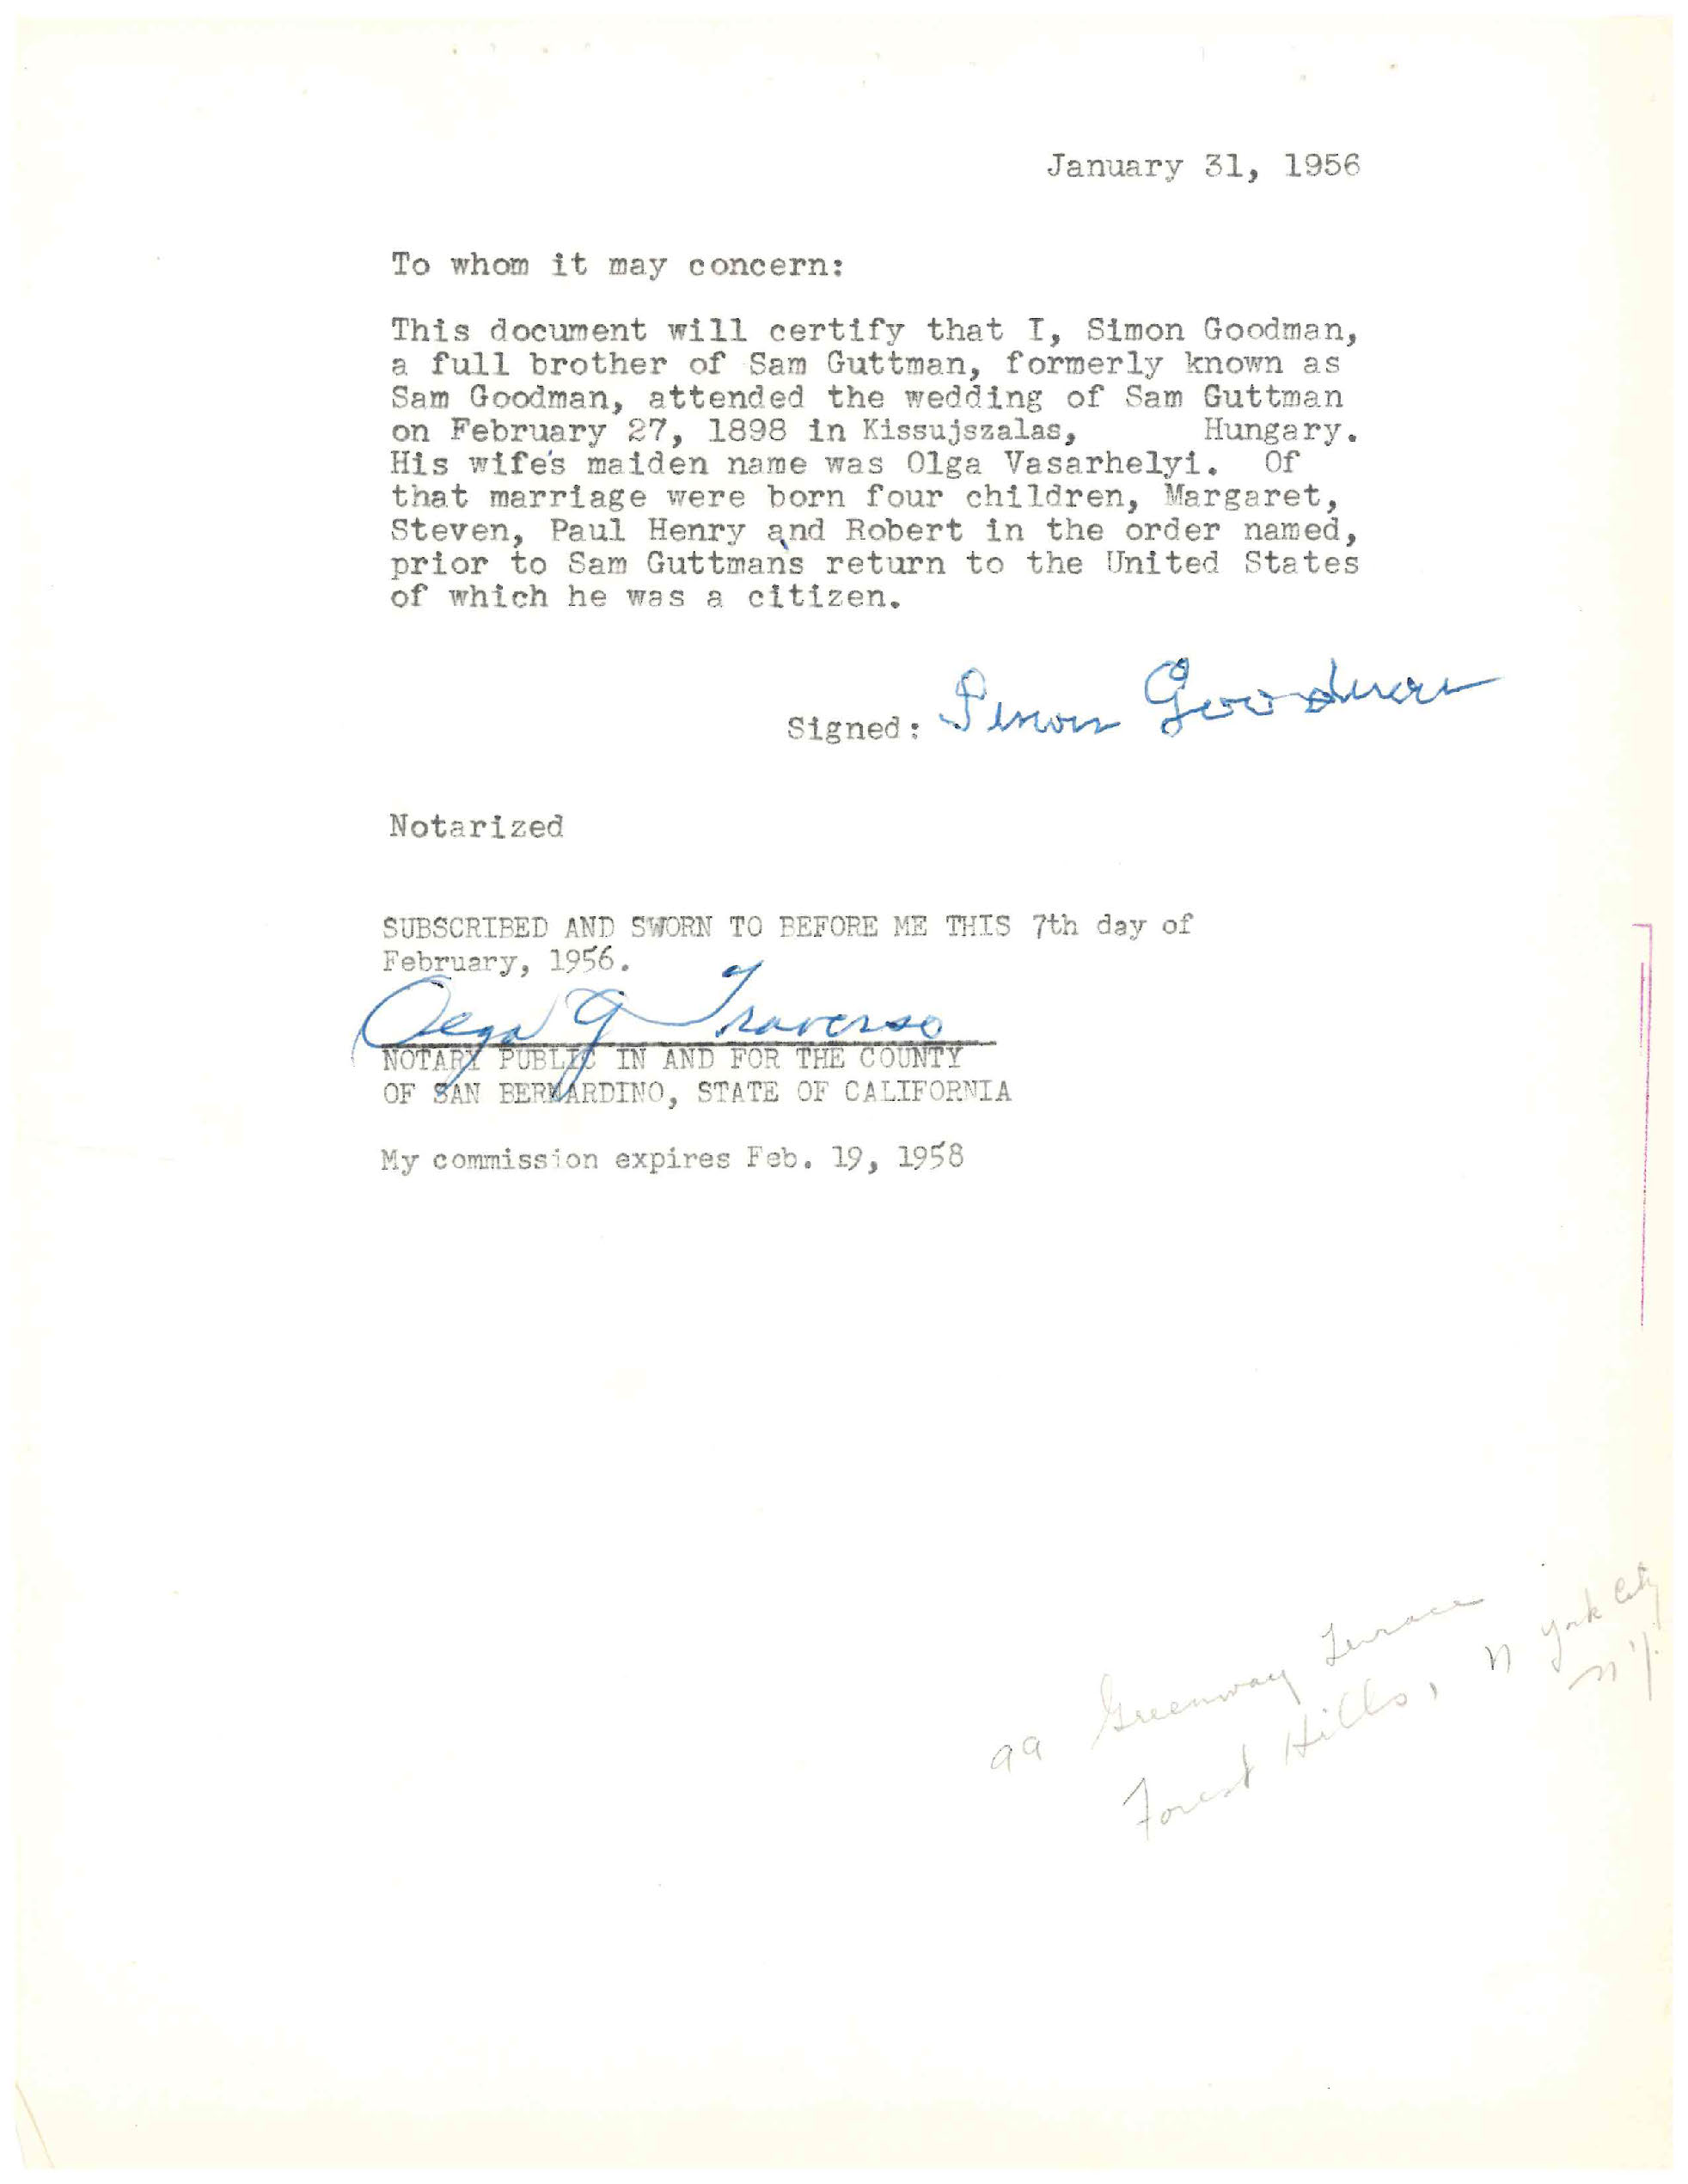 January 31, 1956
To whom it may concern:
This document will certify that I, Simon Goodman,
a full brother of Sam Guttman, formerly known as
Sam Goodman, attended the wedding of Sam Guttman
on February 27, 1898 in Kissujszalas, Hungary.
His wife's maiden name was Olga Vasarhelyi. Of
that marriage were born four children, Margaret,
Steven, Paul Henry and Robert in the order named,
prior to Sam Guttman's return to the United States
of which he was a citizen.
Signed: Simon Goodman
Notarized
SUBSCRIBED AND SWORN TO BEFORE ME THIS 7th day of
February, 1956.
Olga G Traverso
NOTARY PUBLIC IN AND FOR THE COUNTY
OF SAN BERNARDINO, STATE OF CALIFORNIA
My commission expires Feb. 19, 1958
99 Greenway Terrace
Forest Hills, N York City
N Y.